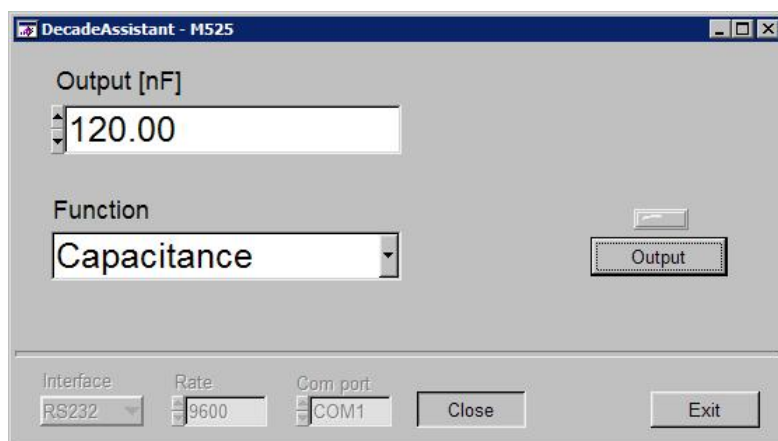 DecadeAssistant - M525
Output [nF]
120.00
Function
Capacitance
Output
Interface
Rate
Com port
RS232
9600
COM1
Close
Exit